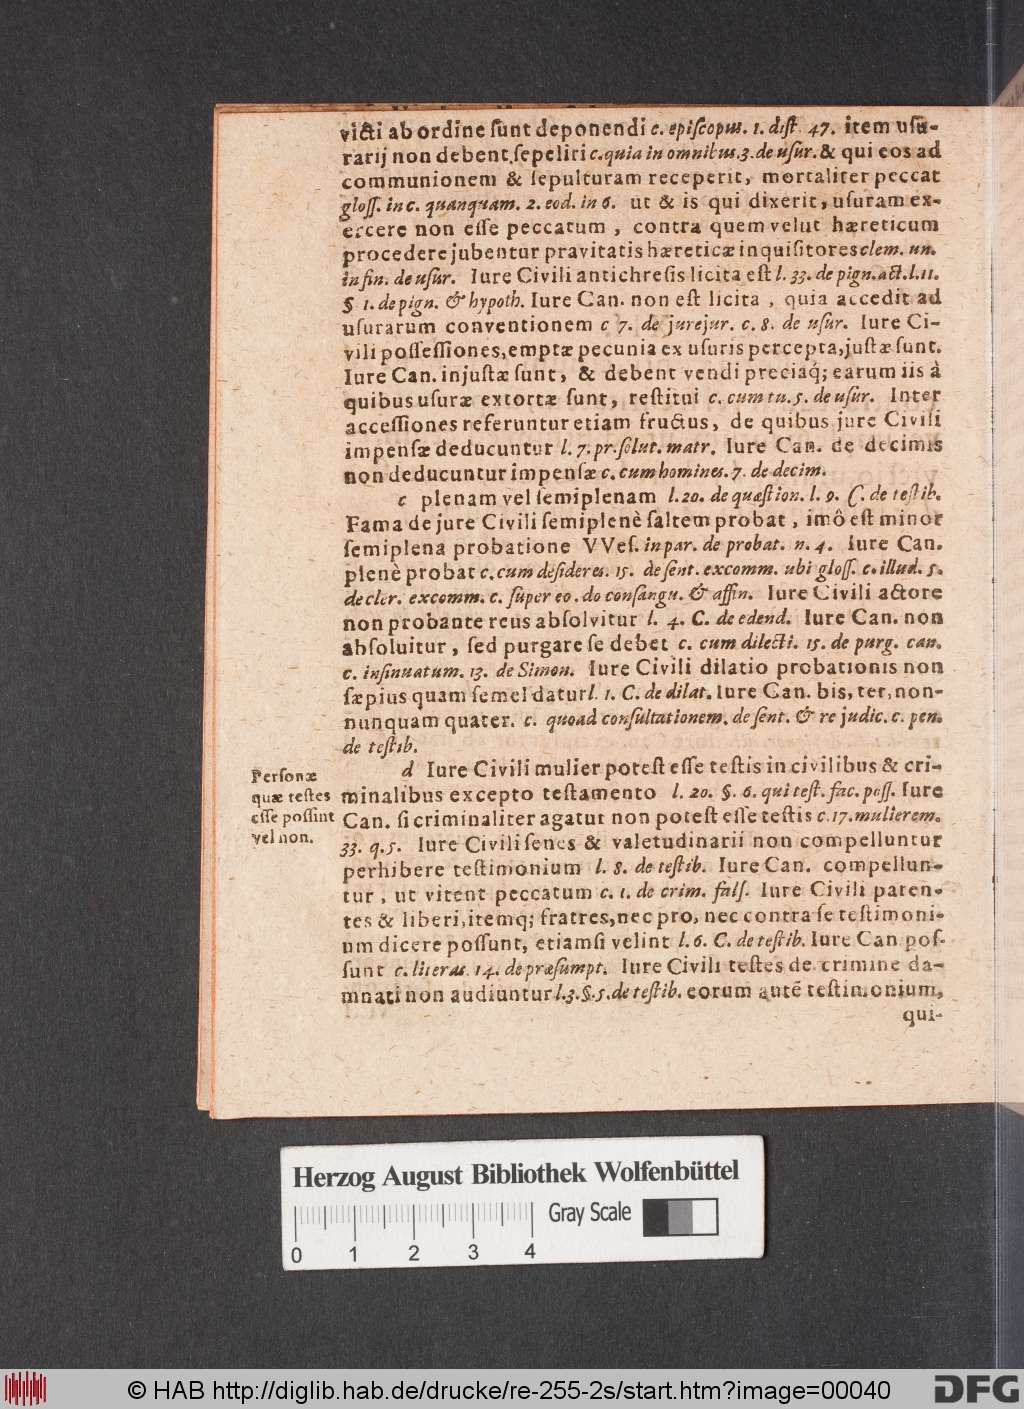 victi ab ordine ſunt deponendi c. epiſcopus. 1. diſt. 47. item uſu-
rarij non debent ſepeliri c. quia in omnibus. 3. de uſur. & qui eos ad
communionem & ſepulturam receperit, mortaliter peccat
gloſſ. in c. quanquam. 2. eod. in 6. ut & is qui dixerit, uſuram ex-
ercere non eſſe peccatum, contra quem velut hæreticum
procedere jubentur pravitatis hæreticæ inquiſitores clem. un.
in fin. de uſur. Iure Civili antichreſis licita eſt l. 33. de pign. act. l. 11.
§ 1. de pign. & hypoth. Iure Can. non eſt licita, quia accedit ad
uſurarum conventionem c 7. de jurejur. c. 8. de uſur. Iure Ci-
vili poſſeſſiones, emptæ pecunia ex uſuris percepta, juſtæ ſunt.
Iure Can. injuſtæ ſunt, & debent vendi preciaq́; earum iis à
quibus uſuræ extortæ ſunt, reſtitui c. cum tu. 5. de uſur. Inter
acceſſiones referuntur etiam fructus, de quibus jure Civili
impenſæ deducuntur l. 7. pr. ſolut. matr. Iure Can. de decimis
non deducuntur impenſæ c. cum homines. 7. de decim.
c plenam vel ſemiplenam l. 20. de quæſtion. l. 9. C. de teſtib.
Fama de jure Civili ſemiplenè ſaltem probat, imô eſt minor
ſemiplena probatione VVeſ. in par. de probat. n. 4. Iure Can.
plenè probat c. cum deſideres. 15. de ſent. excomm. ubi gloſſ. c. illud. 5.
de cler. excomm. c. ſuper eo. do conſangu. & affin. Iure Civili actore
non probante reus abſolvitur l. 4. C. de edend. Iure Can. non
abſoluitur, ſed purgare ſe debet c. cum dilecti. 15. de purg. can.
c. inſinuatum. 13. de Simon. Iure Civili dilatio probationis non
ſæpius quam ſemel datur l. 1. C. de dilat. Iure Can. bis, ter, non-
nunquam quater. c. quoad conſultationem. de ſent. & re judic. c. pen.
de teſtib.
Perſonæ
quæ teſtes
eſſe poſſint
vel non.
d Iure Civili mulier poteſt eſſe teſtis in civilibus & cri-
minalibus excepto teſtamento l. 20. §. 6. qui teſt. fac. poſſ. Iure
Can. ſi criminaliter agatur non poteſt eſſe teſtis c. 17. mulierem.
33. q. 5. Iure Civili ſenes & valetudinarii non compelluntur
perhibere teſtimonium l. 8. de teſtib. Iure Can. compellun-
tur, ut vitent peccatum c. 1. de crim. falſ. Iure Civili paren-
tes & liberi, itemq; fratres, nec pro, nec contra ſe teſtimoni-
um dicere poſſunt, etiamſi velint l. 6. C. de teſtib. Iure Can poſ-
ſunt c. literas. 14. de præſumpt. Iure Civili teſtes de crimine da-
mnati non audiuntur l. 3. §. 5. de teſtib. eorum autē teſtimonium,
qui-
Herzog August Bibliothek Wolfenbüttel
Gray Scale
0 1 2 3 4
© HAB http://diglib.hab.de/drucke/re-255-2s/start.htm?image=00040
DFG